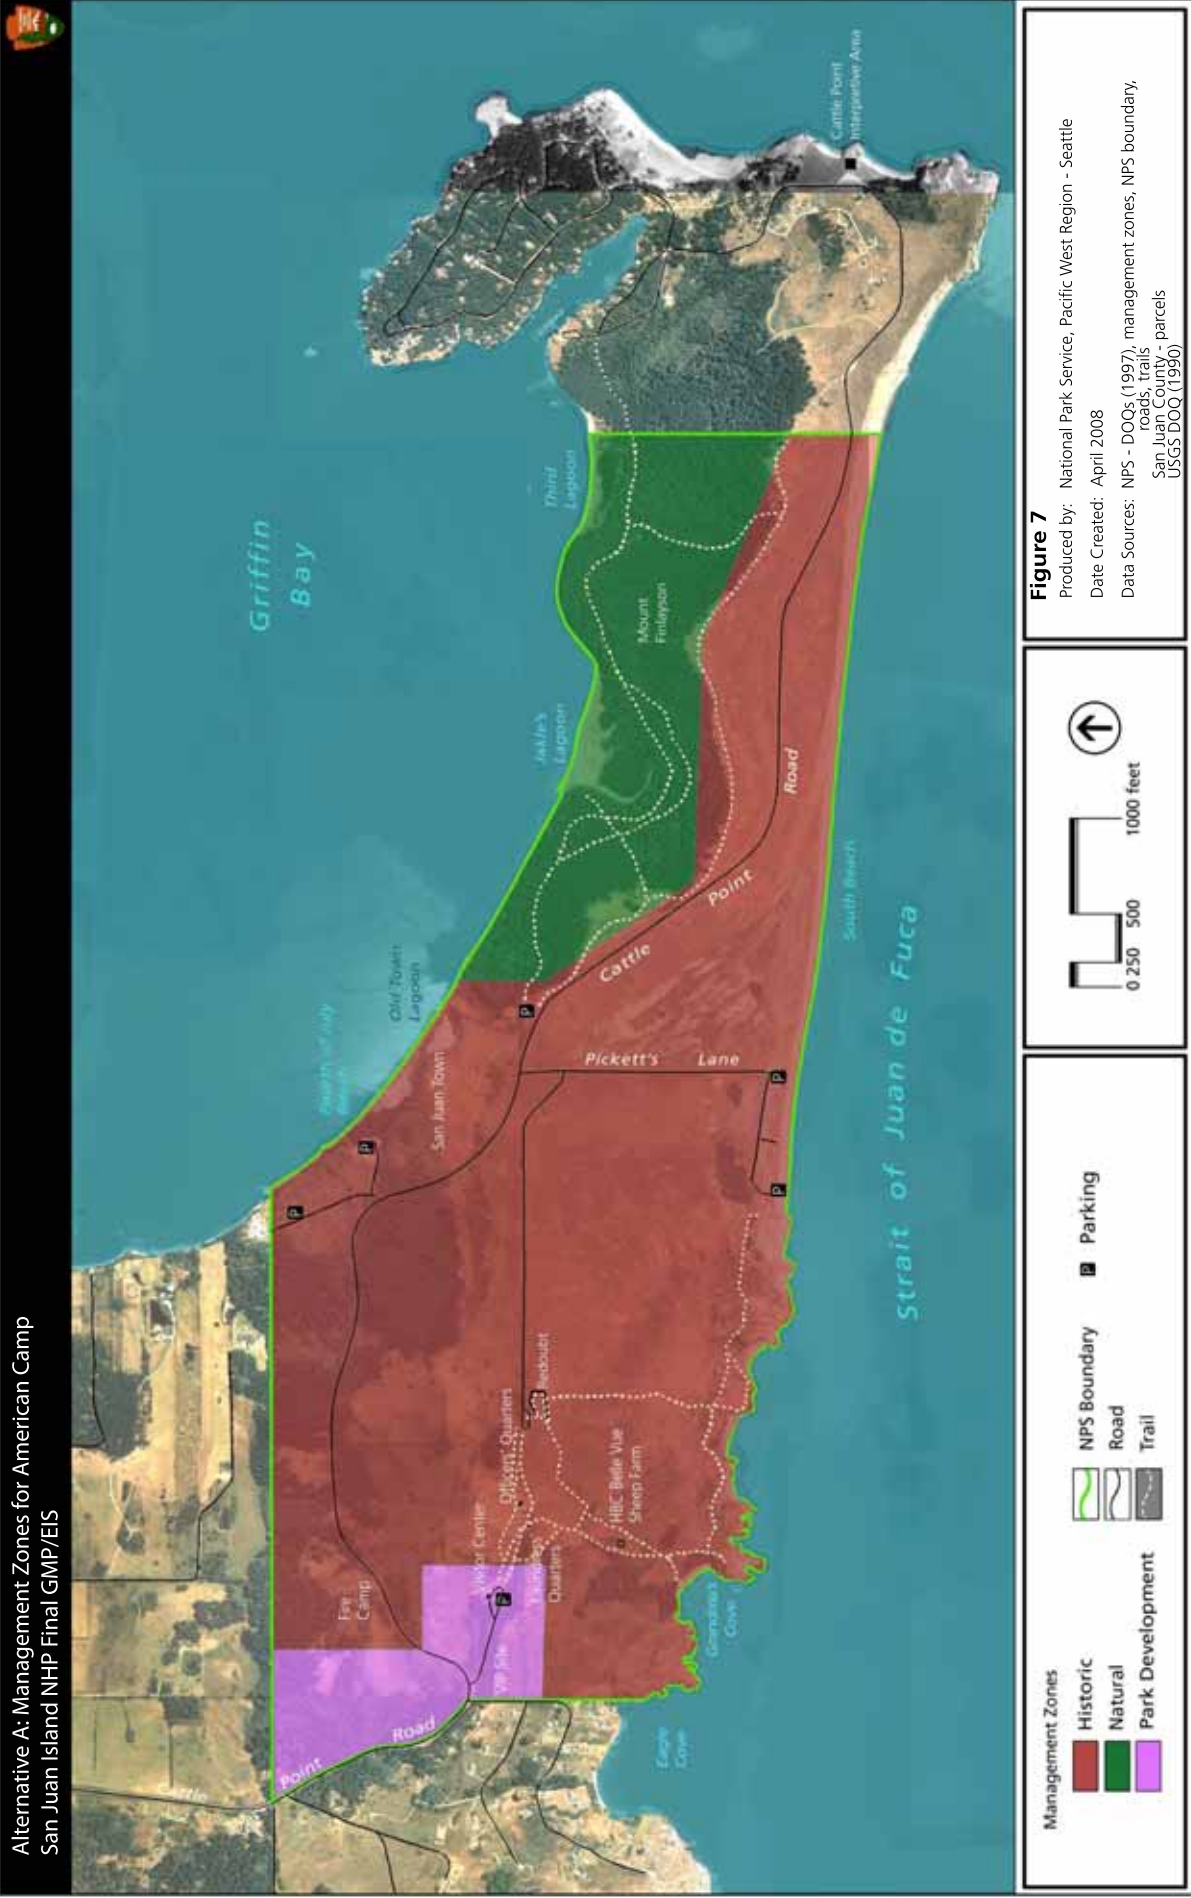 Alternative A: Management Zones for American Camp
San Juan Island NHP Final GMP/EIS
Griffin
Bay
Fourth of July
Beach
Old Town
Lagoon
Jakle's
Lagoon
Third
Lagoon
Cattle Point
Interpretive Area
San Juan Town
Mount
Finlayson
Cattle
Point
Road
Fire
Camp
Visitor Center
Officers' Quarters
Redoubt
VIP Site
Quarters
HBC Belle Vue
Sheep Farm
Pickett's Lane
Cattle
Point
Road
P
P
P
P
P
P
Grandma's
Cove
Eagle
Cove
South Beach
Strait of Juan de Fuca
Management Zones
Historic
Natural
Park Development
NPS Boundary
Road
Trail
P Parking
0 250 500 1000 feet
Figure 7
Produced by: National Park Service, Pacific West Region - Seattle
Date Created: April 2008
Data Sources: NPS - DOQs (1997), management zones, NPS boundary,
roads, trails
San Juan County - parcels
USGS DOQ (1990)